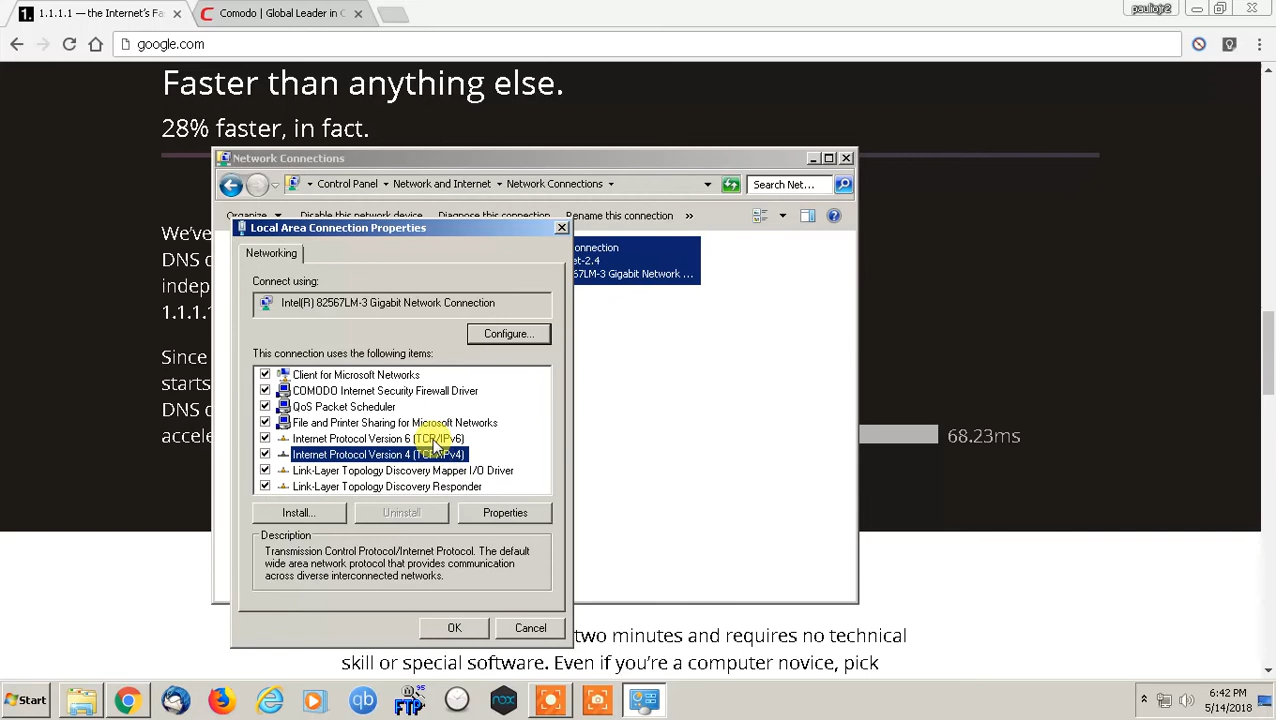 1. 1.1.1.1 — the Internet's Fa
Comodo | Global Leader in C
pauliojr2
google.com
Faster than anything else.
28% faster, in fact.
Network Connections
Control Panel Network and Internet Network Connections
Search Net...
Organize Disable this network device Diagnose this connection Rename this connection »
Local Area Connection Properties
Networking
Connect using:
Intel(R) 82567LM-3 Gigabit Network Connection
Configure...
This connection uses the following items:
Client for Microsoft Networks
COMODO Internet Security Firewall Driver
QoS Packet Scheduler
File and Printer Sharing for Microsoft Networks
Internet Protocol Version 6 (TCP/IPv6)
Internet Protocol Version 4 (TCP/IPv4)
Link-Layer Topology Discovery Mapper I/O Driver
Link-Layer Topology Discovery Responder
Install... Uninstall Properties
Description
Transmission Control Protocol/Internet Protocol. The default
wide area network protocol that provides communication
across diverse interconnected networks.
OK Cancel
onnection
et-2.4
67LM-3 Gigabit Network ...
We've
DNS
indep
1.1.1.
Since
starts
DNS
accele
68.23ms
two minutes and requires no technical
skill or special software. Even if you're a computer novice, pick
Start
qb
95
FTP
nox
6:42 PM
5/14/2018